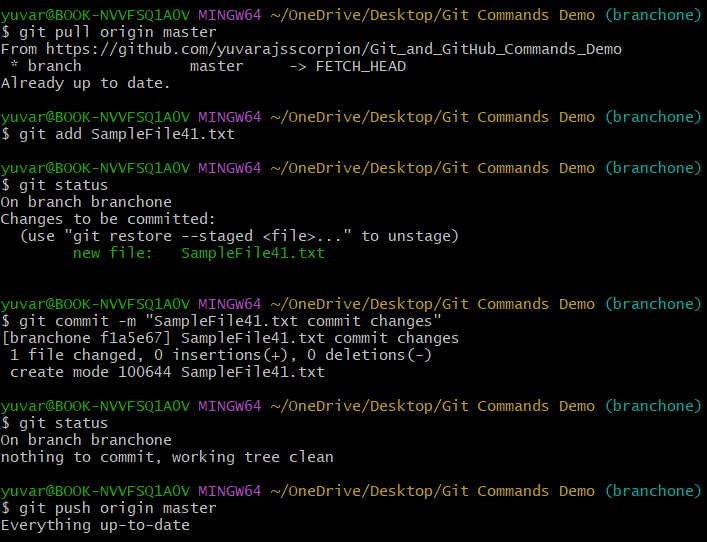 yuvar@BOOK-NVVFSQ1A0V MINGW64 ~/OneDrive/Desktop/Git Commands Demo (branchone)
$ git pull origin master
From https://github.com/yuvarajsscorpion/Git_and_GitHub_Commands_Demo
 * branch            master     -> FETCH_HEAD
Already up to date.
yuvar@BOOK-NVVFSQ1A0V MINGW64 ~/OneDrive/Desktop/Git Commands Demo (branchone)
$ git add SampleFile41.txt
yuvar@BOOK-NVVFSQ1A0V MINGW64 ~/OneDrive/Desktop/Git Commands Demo (branchone)
$ git status
On branch branchone
Changes to be committed:
  (use "git restore --staged <file>..." to unstage)
        new file:   SampleFile41.txt
yuvar@BOOK-NVVFSQ1A0V MINGW64 ~/OneDrive/Desktop/Git Commands Demo (branchone)
$ git commit -m "SampleFile41.txt commit changes"
[branchone f1a5e67] SampleFile41.txt commit changes
 1 file changed, 0 insertions(+), 0 deletions(-)
 create mode 100644 SampleFile41.txt
yuvar@BOOK-NVVFSQ1A0V MINGW64 ~/OneDrive/Desktop/Git Commands Demo (branchone)
$ git status
On branch branchone
nothing to commit, working tree clean
yuvar@BOOK-NVVFSQ1A0V MINGW64 ~/OneDrive/Desktop/Git Commands Demo (branchone)
$ git push origin master
Everything up-to-date